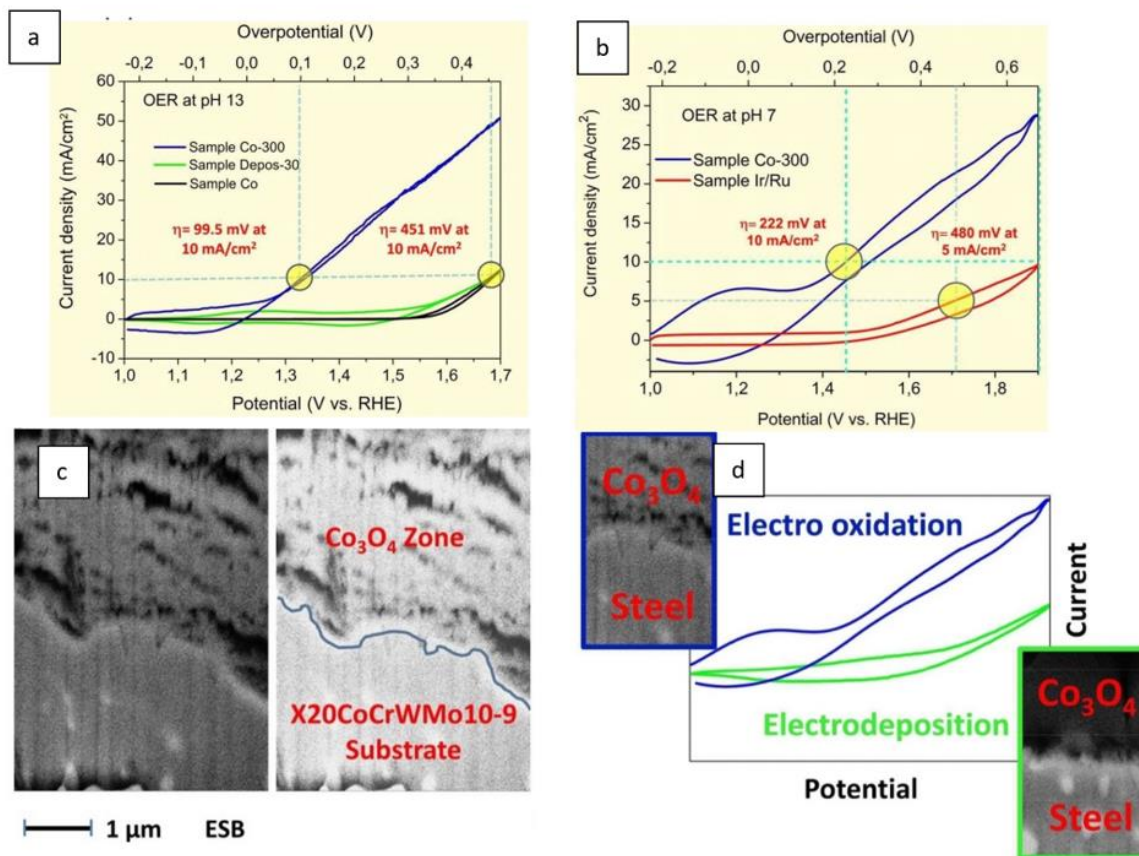 a
Overpotential (V)
-0,2 -0,1 0,0 0,1 0,2 0,3 0,4
60
50
40
30
20
10
0
-10
Current density (mA/cm²)
OER at pH 13
Sample Co-300
Sample Depos-30
Sample Co
η= 99.5 mV at
10 mA/cm²
η= 451 mV at
10 mA/cm²
1,0 1,1 1,2 1,3 1,4 1,5 1,6 1,7
Potential (V vs. RHE)
b
Overpotential (V)
-0,2 0,0 0,2 0,4 0,6
30
25
20
15
10
5
0
Current density (mA/cm²)
OER at pH 7
Sample Co-300
Sample Ir/Ru
η= 222 mV at
10 mA/cm²
η= 480 mV at
5 mA/cm²
1,0 1,2 1,4 1,6 1,8
Potential (V vs. RHE)
c
Co₃O₄ Zone
X20CoCrWMo10-9
Substrate
1 µm ESB
d
Co₃O₄
Steel
Electro oxidation
Electrodeposition
Current
Potential
Co₃O₄
Steel